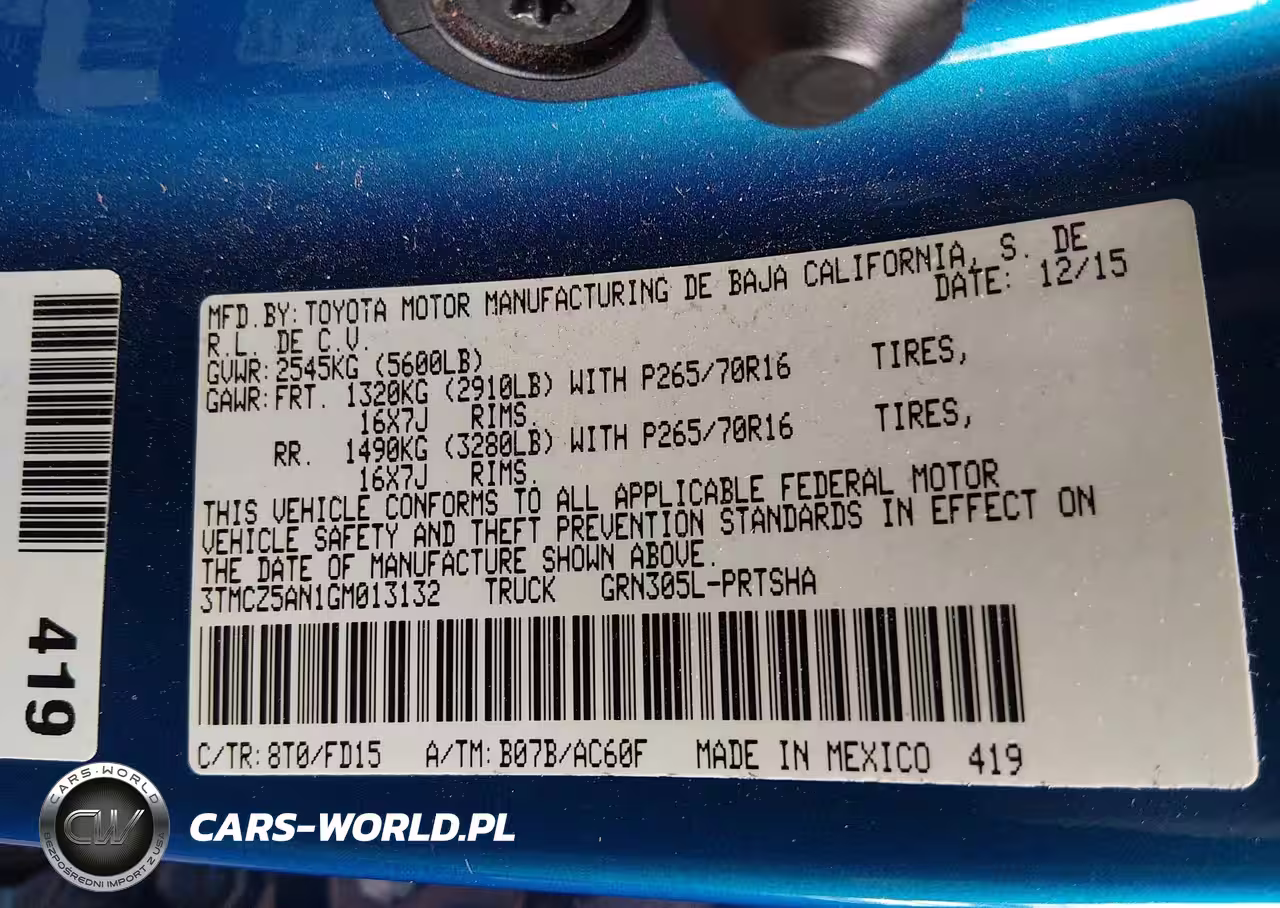 MFD. BY: TOYOTA MOTOR MANUFACTURING DE BAJA CALIFORNIA, S. DE
R.L. DE C.V. DATE: 12/15
GVWR: 2545KG (5600LB)
GAWR: FRT. 1320KG (2910LB) WITH P265/70R16 TIRES,
16X7J RIMS.
RR. 1490KG (3280LB) WITH P265/70R16 TIRES,
16X7J RIMS.
THIS VEHICLE CONFORMS TO ALL APPLICABLE FEDERAL MOTOR
VEHICLE SAFETY AND THEFT PREVENTION STANDARDS IN EFFECT ON
THE DATE OF MANUFACTURE SHOWN ABOVE.
3TMCZ5AN1GM013132 TRUCK GRN305L-PRTSHA
C/TR: 8T0/FD15 A/TM: B07B/AC60F MADE IN MEXICO 419
419
CARS-WORLD
CW
BEZPOŚREDNI IMPORT Z USA
CARS-WORLD.PL